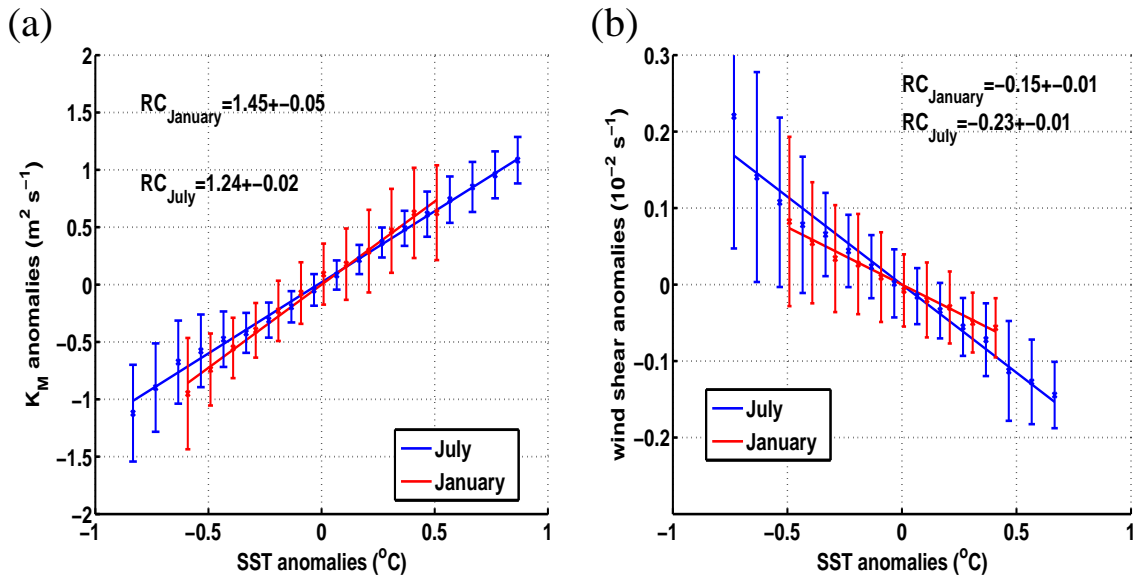 (a)
2
1.5
1
0.5
0
−0.5
−1
−1.5
−2
K_M anomalies (m² s⁻¹)
RC_January=1.45+−0.05
RC_July=1.24+−0.02
July
January
−1
−0.5
0
0.5
1
SST anomalies (°C)
(b)
0.3
0.2
0.1
0
−0.1
−0.2
wind shear anomalies (10⁻² s⁻¹)
RC_January=−0.15+−0.01
RC_July=−0.23+−0.01
July
January
−1
−0.5
0
0.5
1
SST anomalies (°C)